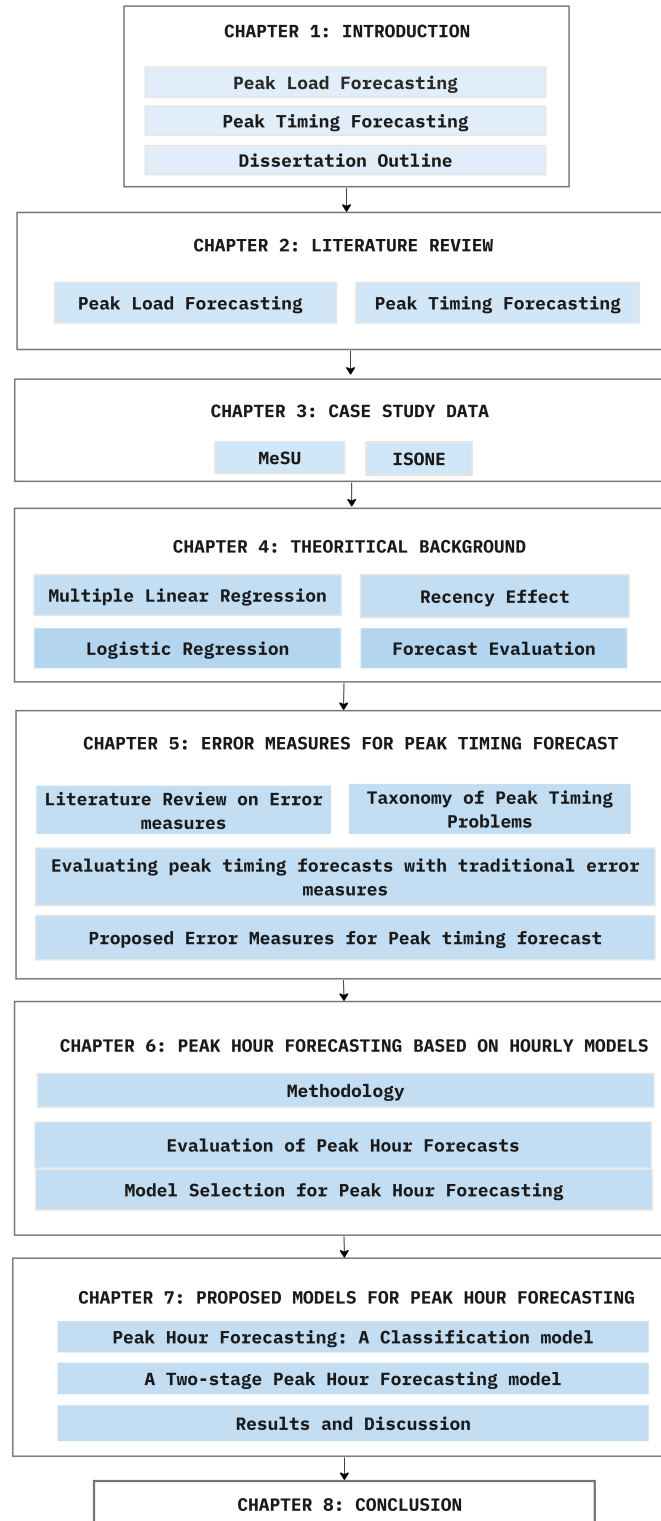 CHAPTER 1: INTRODUCTION
Peak Load Forecasting
Peak Timing Forecasting
Dissertation Outline
CHAPTER 2: LITERATURE REVIEW
Peak Load Forecasting
Peak Timing Forecasting
CHAPTER 3: CASE STUDY DATA
MeSU
ISONE
CHAPTER 4: THEORITICAL BACKGROUND
Multiple Linear Regression
Recency Effect
Logistic Regression
Forecast Evaluation
CHAPTER 5: ERROR MEASURES FOR PEAK TIMING FORECAST
Literature Review on Error
measures
Taxonomy of Peak Timing
Problems
Evaluating peak timing forecasts with traditional error
measures
Proposed Error Measures for Peak timing forecast
CHAPTER 6: PEAK HOUR FORECASTING BASED ON HOURLY MODELS
Methodology
Evaluation of Peak Hour Forecasts
Model Selection for Peak Hour Forecasting
CHAPTER 7: PROPOSED MODELS FOR PEAK HOUR FORECASTING
Peak Hour Forecasting: A Classification model
A Two-stage Peak Hour Forecasting model
Results and Discussion
CHAPTER 8: CONCLUSION